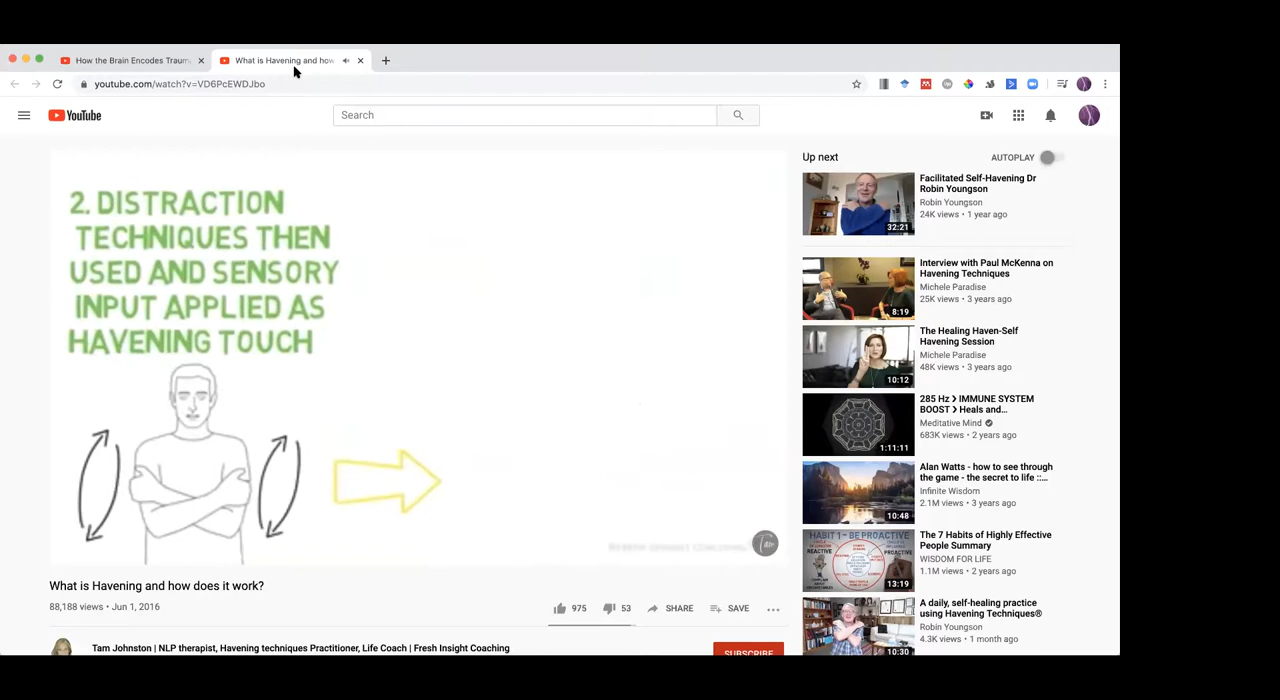 How the Brain Encodes Traum
What is Having and how
youtube.com/watch?v=VD6PcEWDJbo
YouTube
Search
2. DISTRACTION
TECHNIQUES THEN
USED AND SENSORY
INPUT APPLIED AS
HAVENING TOUCH
What is Havening and how does it work?
88,188 views • Jun 1, 2016
975
53
SHARE
SAVE
Tam Johnston | NLP therapist, Havening techniques Practitioner, Life Coach | Fresh Insight Coaching
SUBSCRIBE
Up next
AUTOPLAY
Facilitated Self-Havening Dr
Robin Youngson
Robin Youngson
24K views • 1 year ago
32:21
Interview with Paul McKenna on
Havening Techniques
Michele Paradise
25K views • 3 years ago
8:19
The Healing Haven-Self
Havening Session
Michele Paradise
48K views • 3 years ago
10:12
285 Hz ❯ IMMUNE SYSTEM
BOOST ❯ Heals and...
Meditative Mind
683K views • 2 years ago
1:11:11
Alan Watts - how to see through
the game - the secret to life ::...
Infinite Wisdom
2.1M views • 3 years ago
10:48
The 7 Habits of Highly Effective
People Summary
WISDOM FOR LIFE
1.1M views • 2 years ago
HABIT 1 - BE PROACTIVE
REACTIVE
PROACTIVE
13:19
A daily, self-healing practice
using Havening Techniques®
Robin Youngson
4.3K views • 1 month ago
10:30